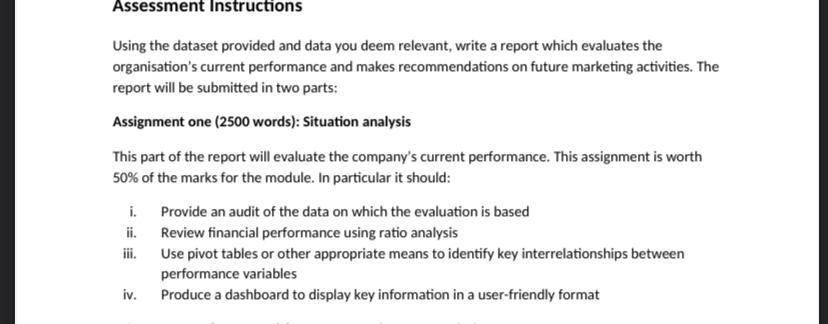 Assessment Instructions
Using the dataset provided and data you deem relevant, write a report which evaluates the
organisation's current performance and makes recommendations on future marketing activities. The
report will be submitted in two parts:
Assignment one (2500 words): Situation analysis
This part of the report will evaluate the company's current performance. This assignment is worth
50% of the marks for the module. In particular it should:
i. Provide an audit of the data on which the evaluation is based
ii. Review financial performance using ratio analysis
iii. Use pivot tables or other appropriate means to identify key interrelationships between
performance variables
iv. Produce a dashboard to display key information in a user-friendly format